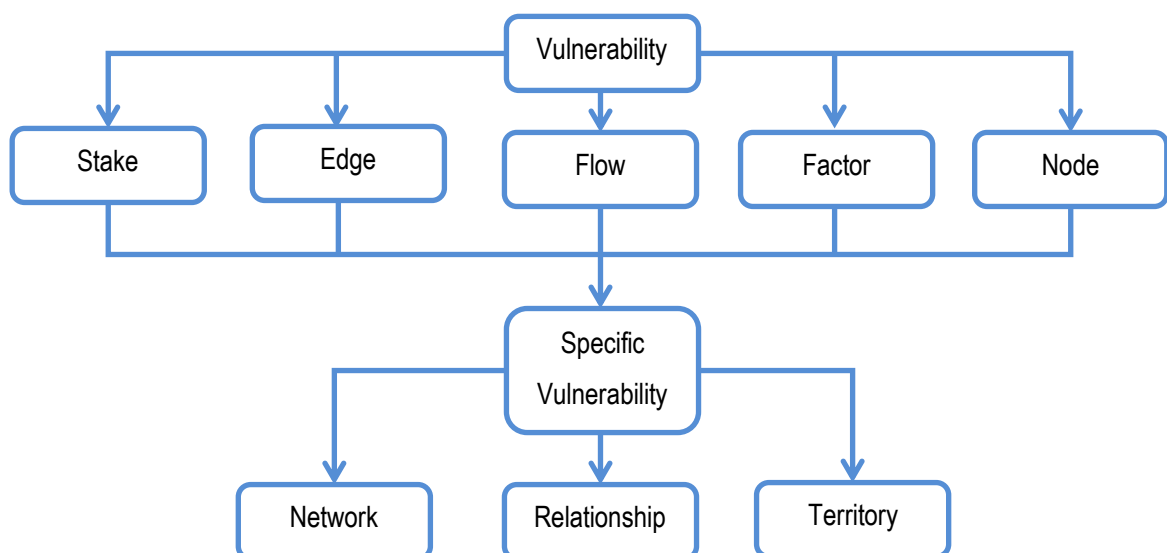 Vulnerability
Stake
Edge
Flow
Factor
Node
Specific
Vulnerability
Network
Relationship
Territory